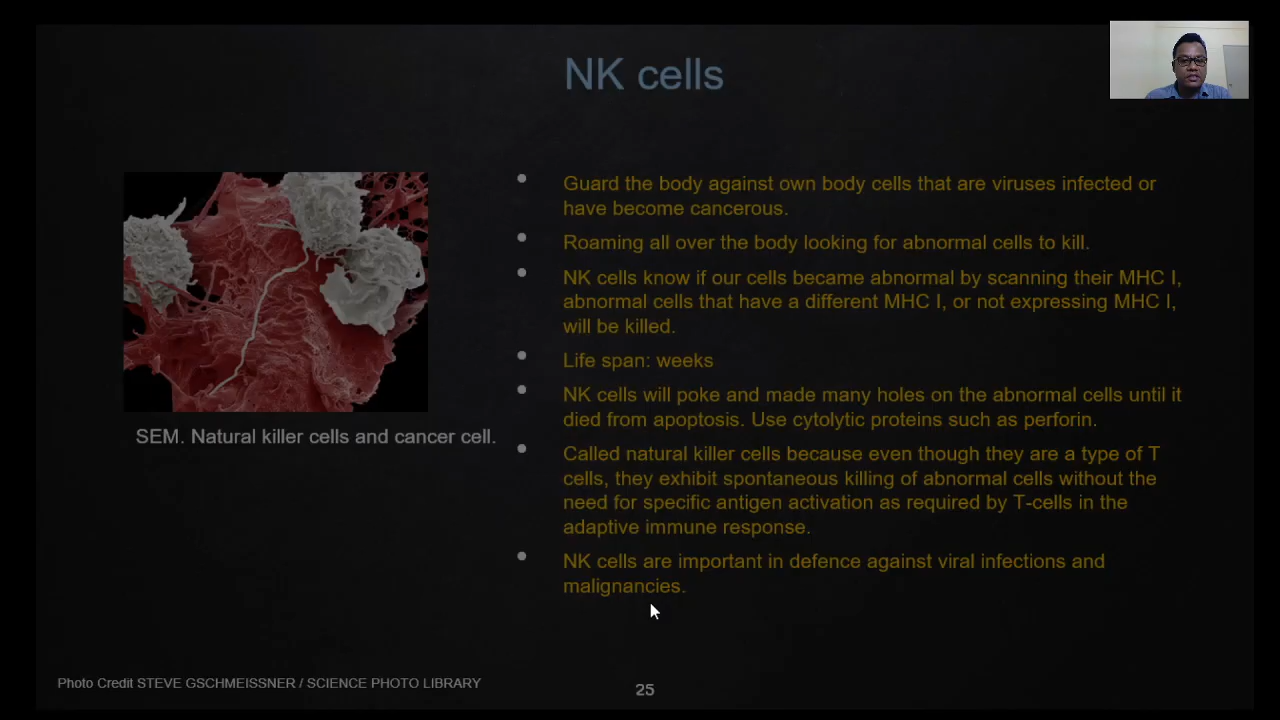 NK cells
Guard the body against own body cells that are viruses infected or
have become cancerous.
Roaming all over the body looking for abnormal cells to kill.
NK cells know if our cells became abnormal by scanning their MHC I,
abnormal cells that have a different MHC I, or not expressing MHC I,
will be killed.
Life span: weeks
NK cells will poke and made many holes on the abnormal cells until it
died from apoptosis. Use cytolytic proteins such as perforin.
Called natural killer cells because even though they are a type of T
cells, they exhibit spontaneous killing of abnormal cells without the
need for specific antigen activation as required by T-cells in the
adaptive immune response.
NK cells are important in defence against viral infections and
malignancies.
SEM. Natural killer cells and cancer cell.
Photo Credit STEVE GSCHMEISSNER / SCIENCE PHOTO LIBRARY
25